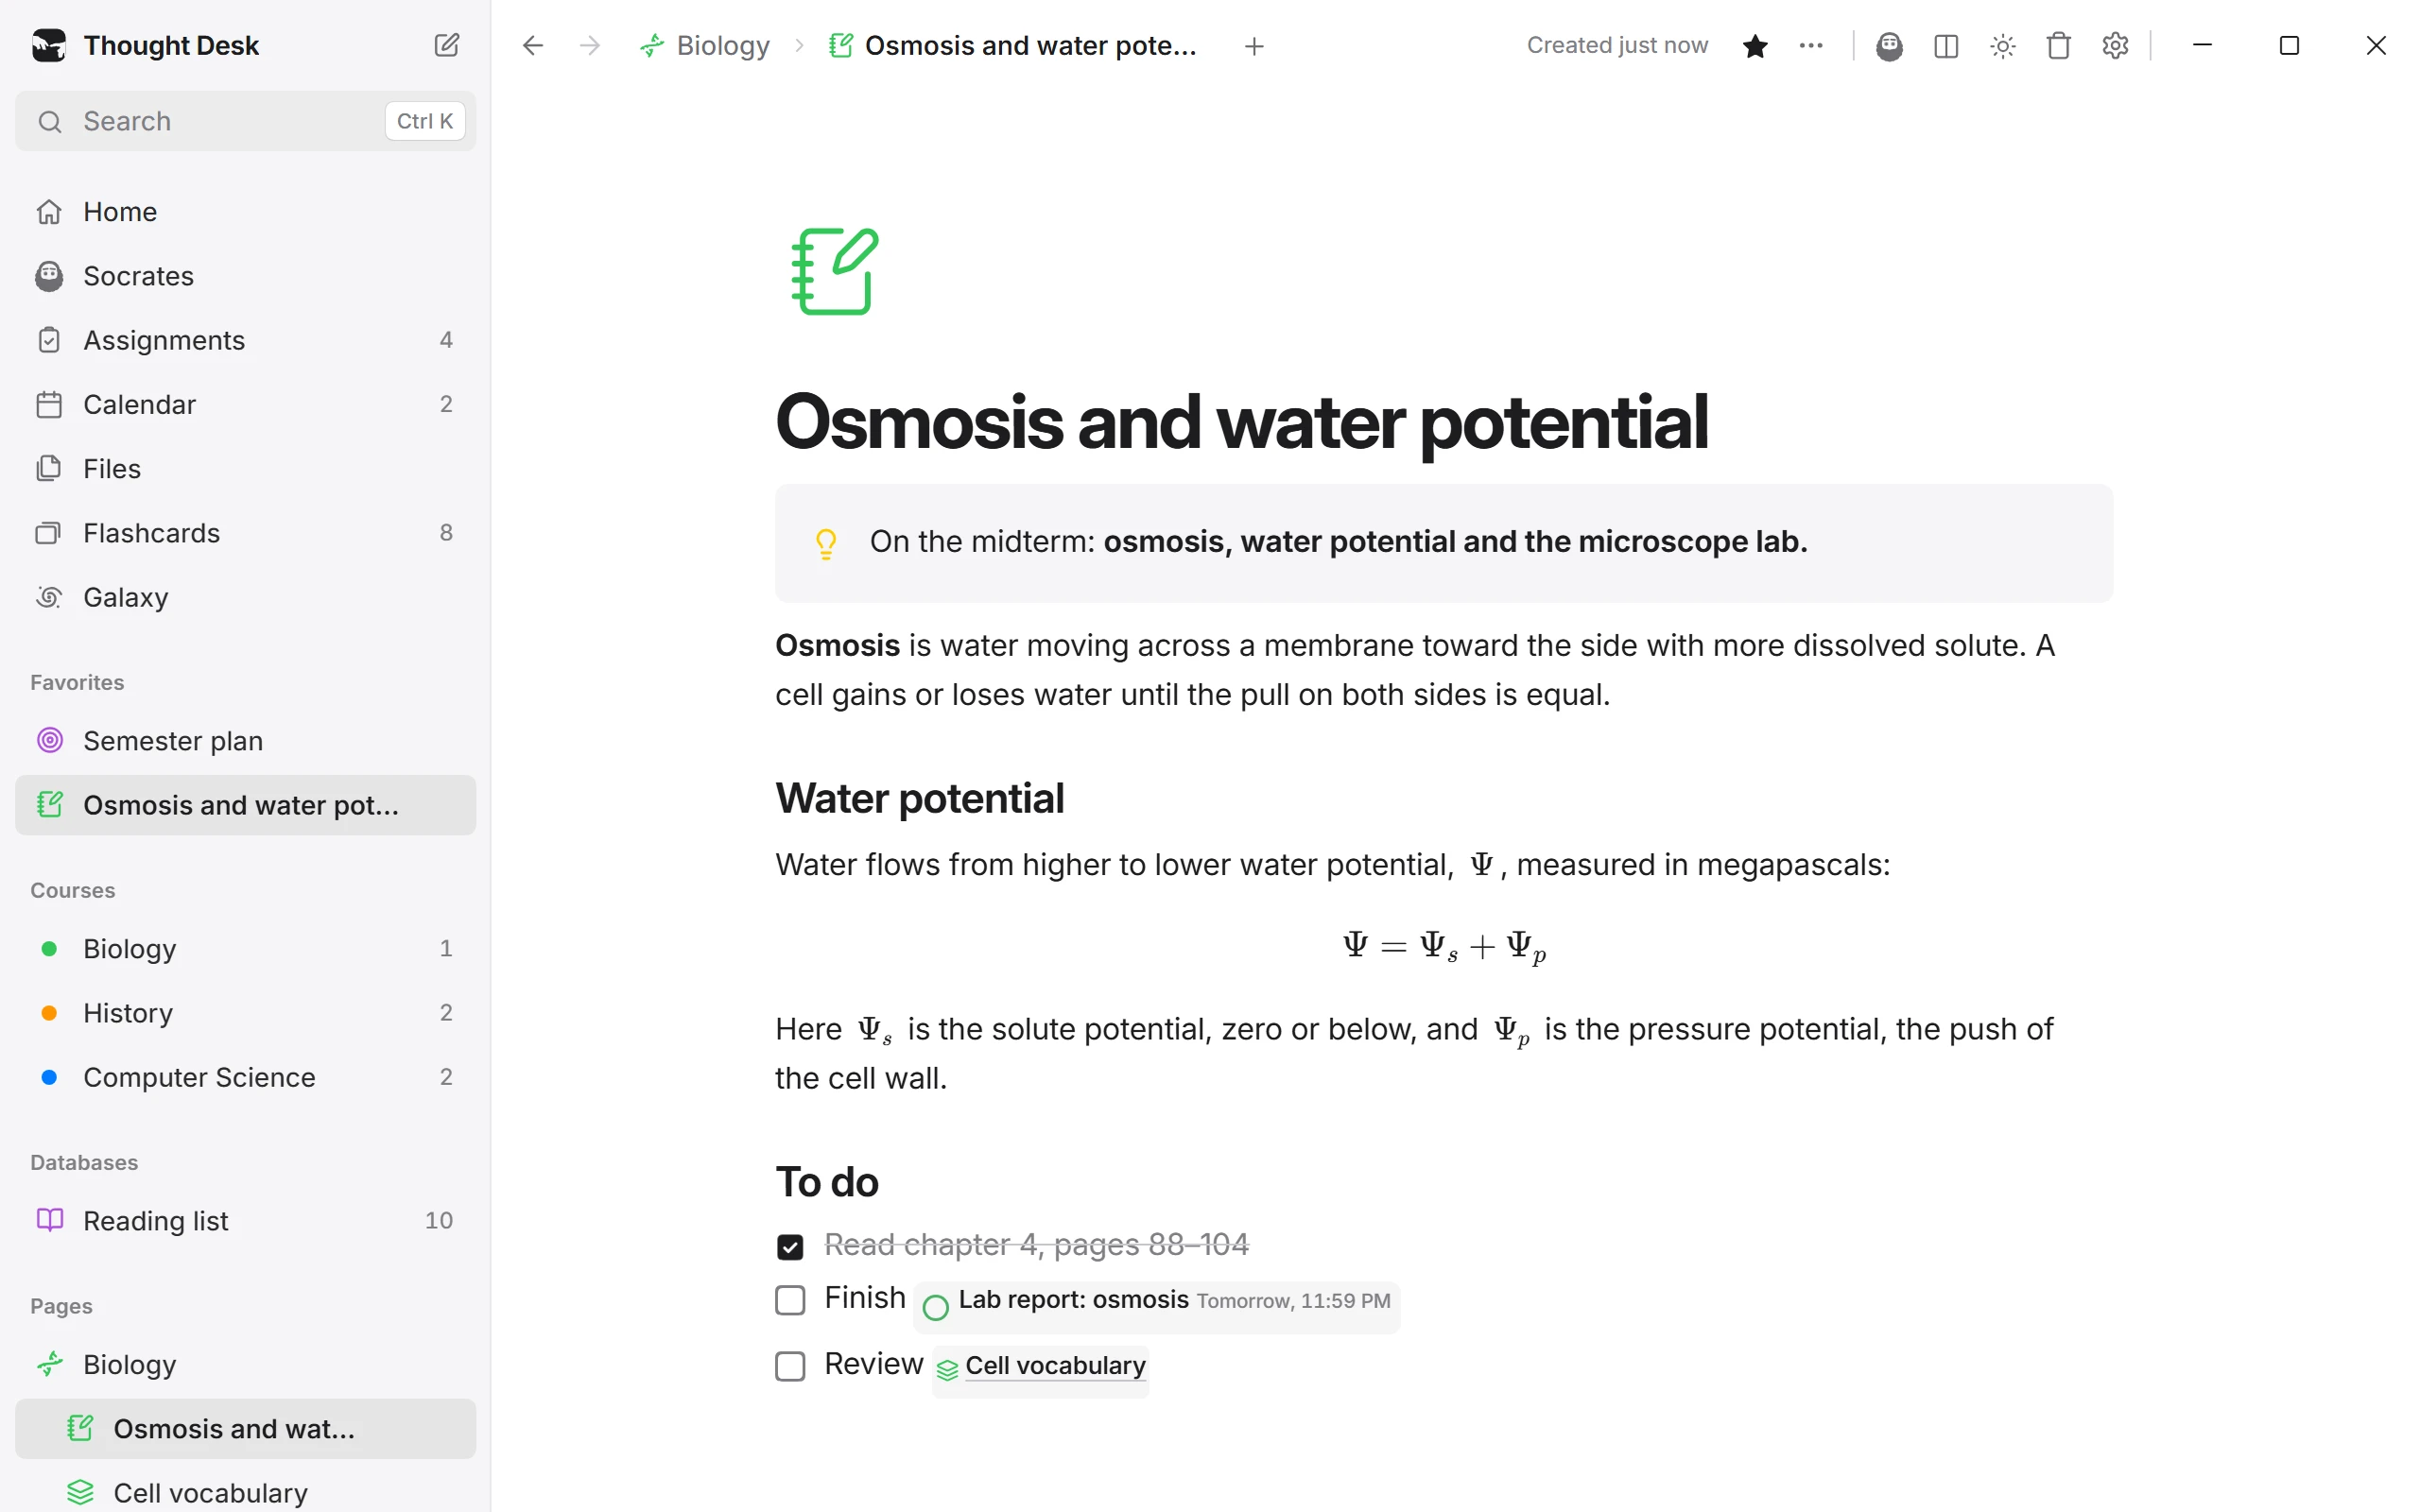 Thought Desk
Search
Ctrl K
Home
Socrates
Assignments 4
Calendar 2
Files
Flashcards 8
Galaxy
Favorites
Semester plan
Osmosis and water pot...
Courses
Biology 1
History 2
Computer Science 2
Databases
Reading list 10
Pages
Biology
Osmosis and wat...
Cell vocabulary
Biology
Osmosis and water pote...
Created just now
Osmosis and water potential
On the midterm: osmosis, water potential and the microscope lab.
Osmosis is water moving across a membrane toward the side with more dissolved solute. A
cell gains or loses water until the pull on both sides is equal.
Water potential
Water flows from higher to lower water potential, Ψ, measured in megapascals:
Ψ = Ψs + Ψp
Here Ψs is the solute potential, zero or below, and Ψp is the pressure potential, the push of
the cell wall.
To do
Read chapter 4, pages 88–104
Finish Lab report: osmosis Tomorrow, 11:59 PM
Review Cell vocabulary